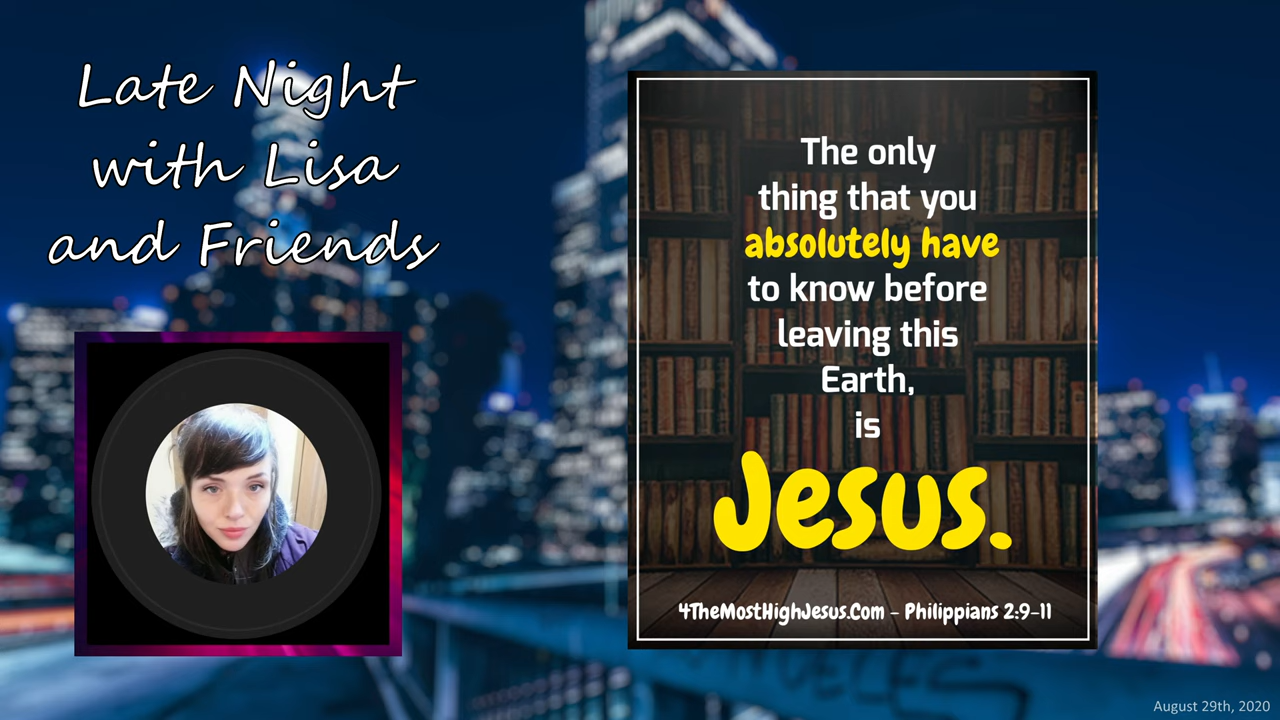 Late Night
with Lisa
and Friends
The only
thing that you
absolutely have
to know before
leaving this
Earth,
is
Jesus.
4TheMostHighJesus.Com - Philippians 2:9-11
August 29th, 2020